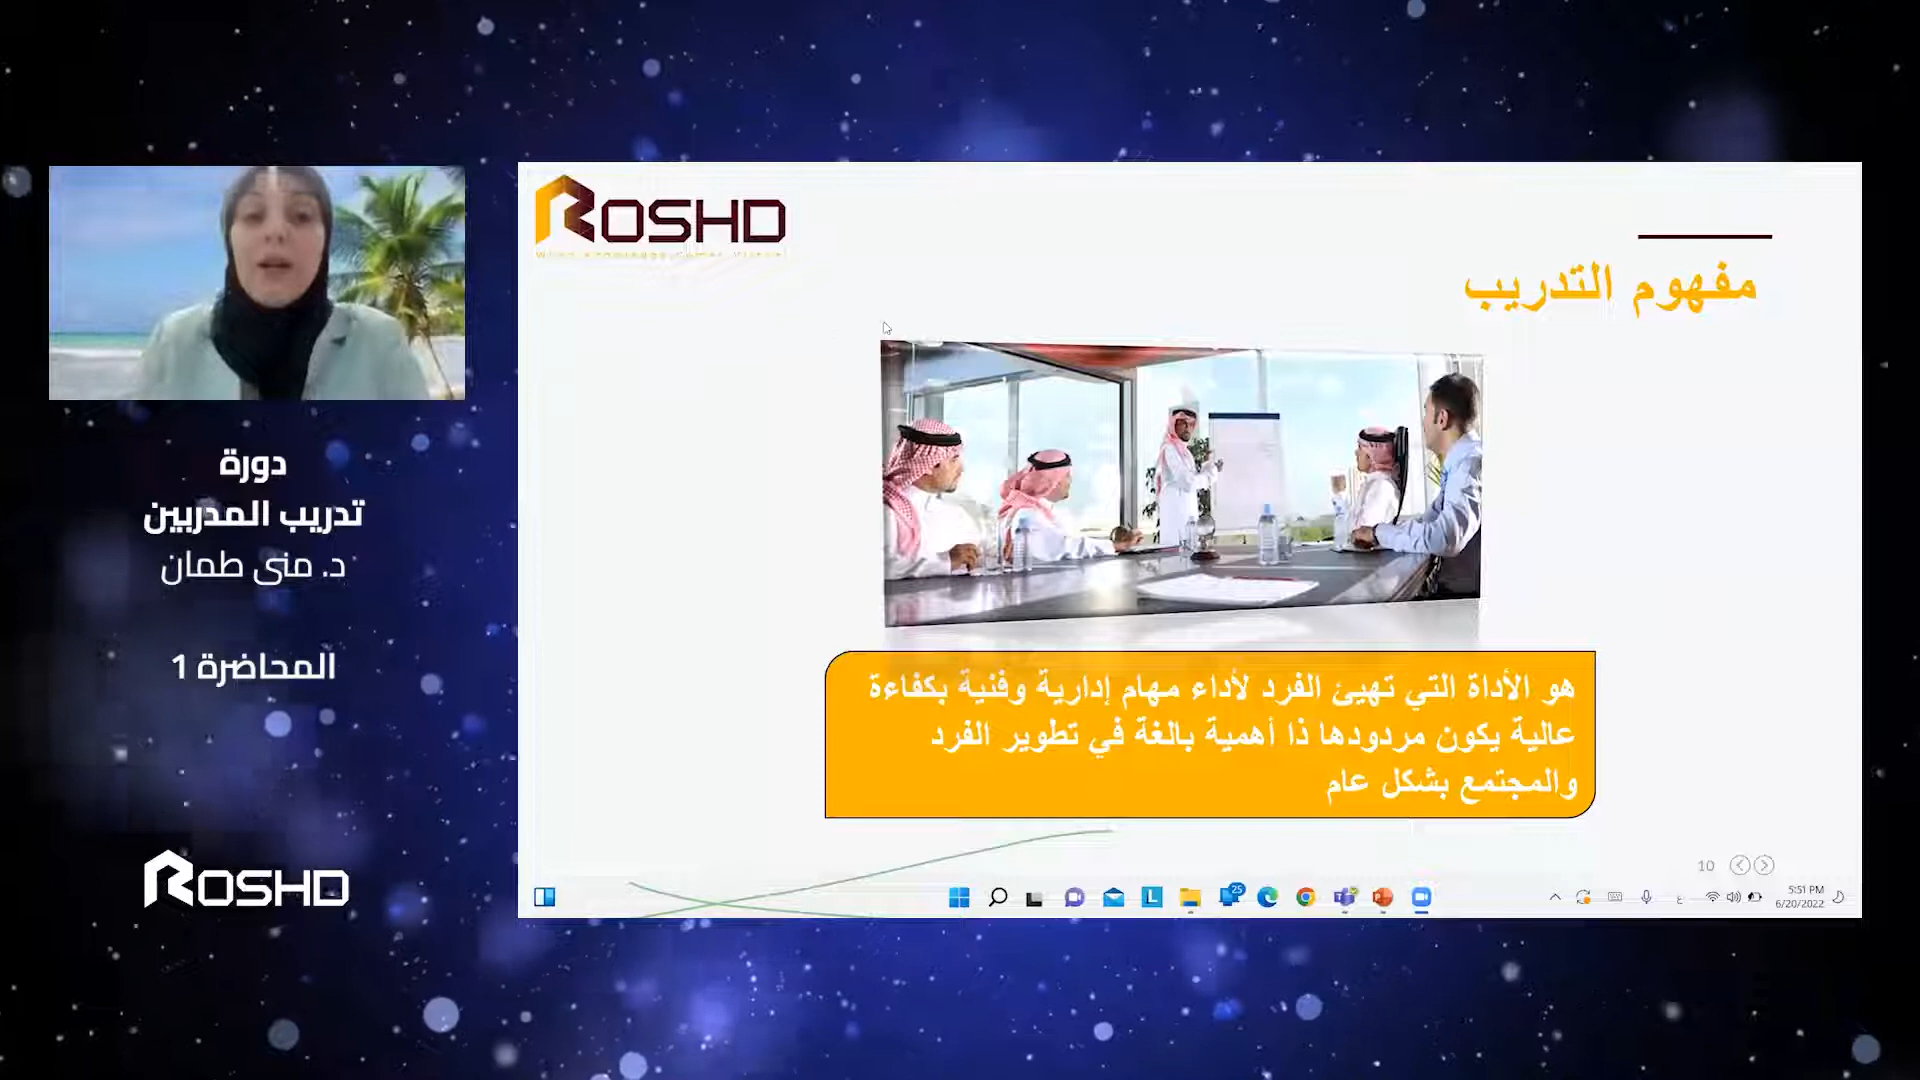 دورة
تدريب المدربين
د. منى طمان
المحاضرة 1
ROSHD
ROSHD
مفهوم التدريب
هو الأداة التي تهيئ الفرد لأداء مهام إدارية وفنية بكفاءة
عالية يكون مردودها ذا أهمية بالغة في تطوير الفرد
والمجتمع بشكل عام
10
25
5:51 PM
6/20/2022